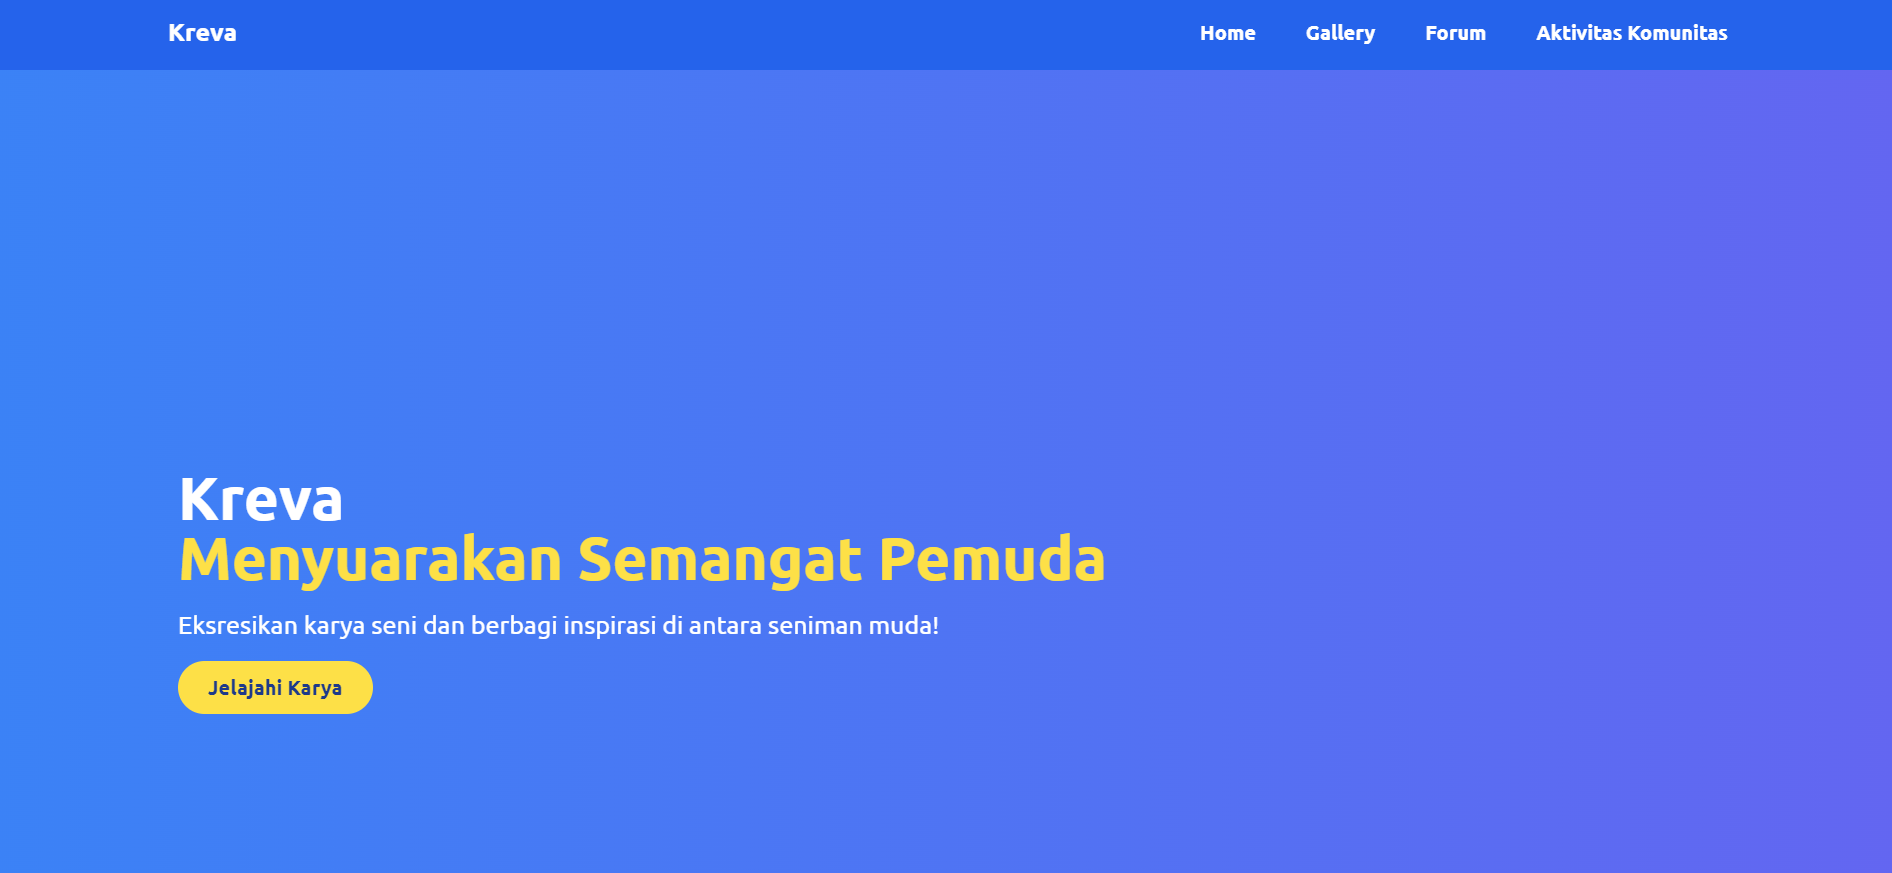 Kreva
Home Gallery Forum Aktivitas Komunitas
Kreva
Menyuarakan Semangat Pemuda
Eksresikan karya seni dan berbagi inspirasi di antara seniman muda!
Jelajahi Karya